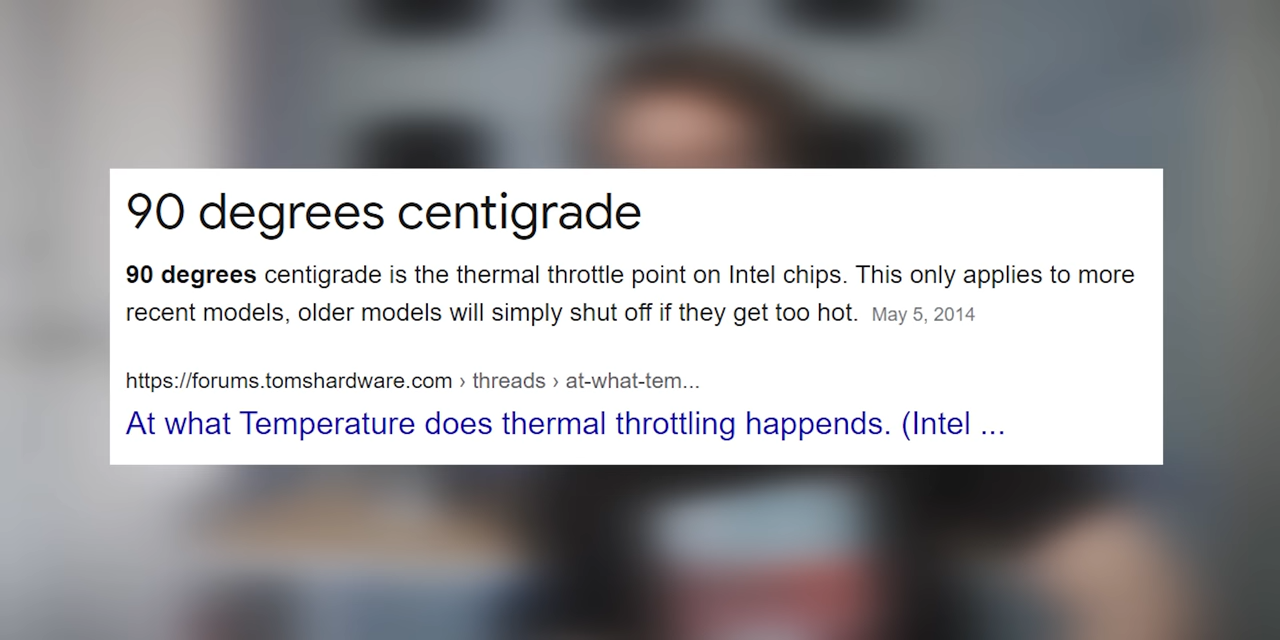 90 degrees centigrade
90 degrees centigrade is the thermal throttle point on Intel chips. This only applies to more
recent models, older models will simply shut off if they get too hot. May 5, 2014
https://forums.tomshardware.com › threads › at-what-tem...
At what Temperature does thermal throttling happends. (Intel ...